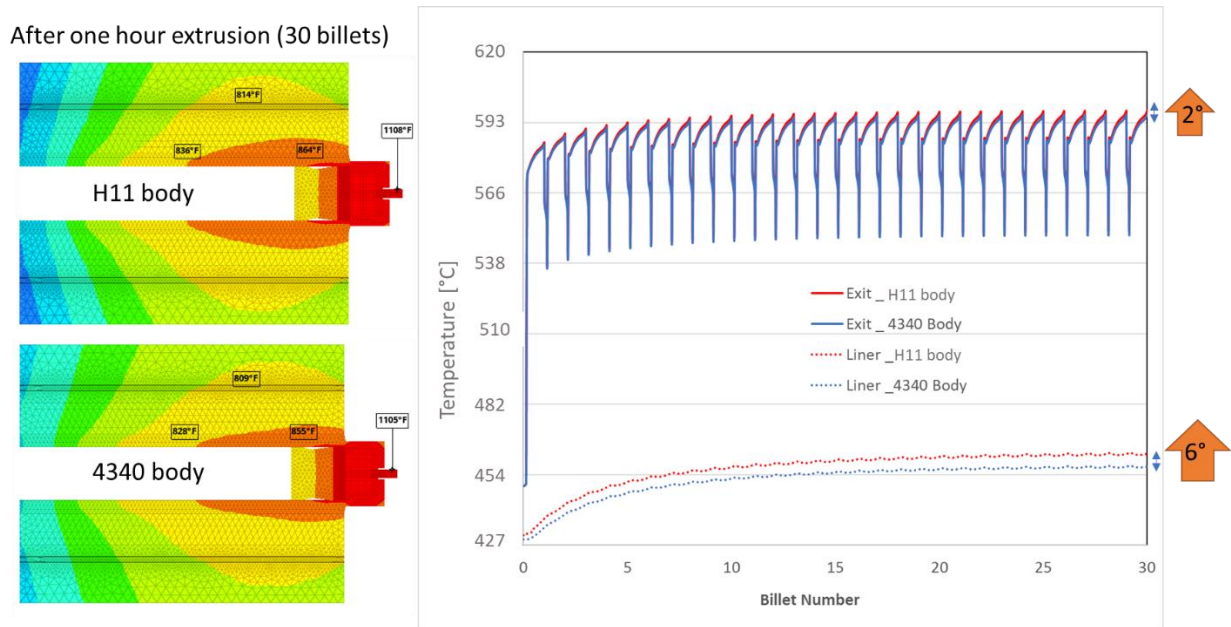 After one hour extrusion (30 billets)
814°F
1108°F
836°F
864°F
H11 body
809°F
1105°F
828°F
855°F
4340 body
620
593
566
538
510
482
454
427
Temperature [°C]
0
5
10
15
20
25
30
Billet Number
Exit _ H11 body
Exit _ 4340 Body
Liner _H11 body
Liner _4340 Body
2°
6°